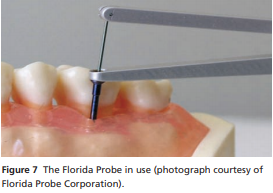 Figure 7 The Florida Probe in use (photograph courtesy of
Florida Probe Corporation).